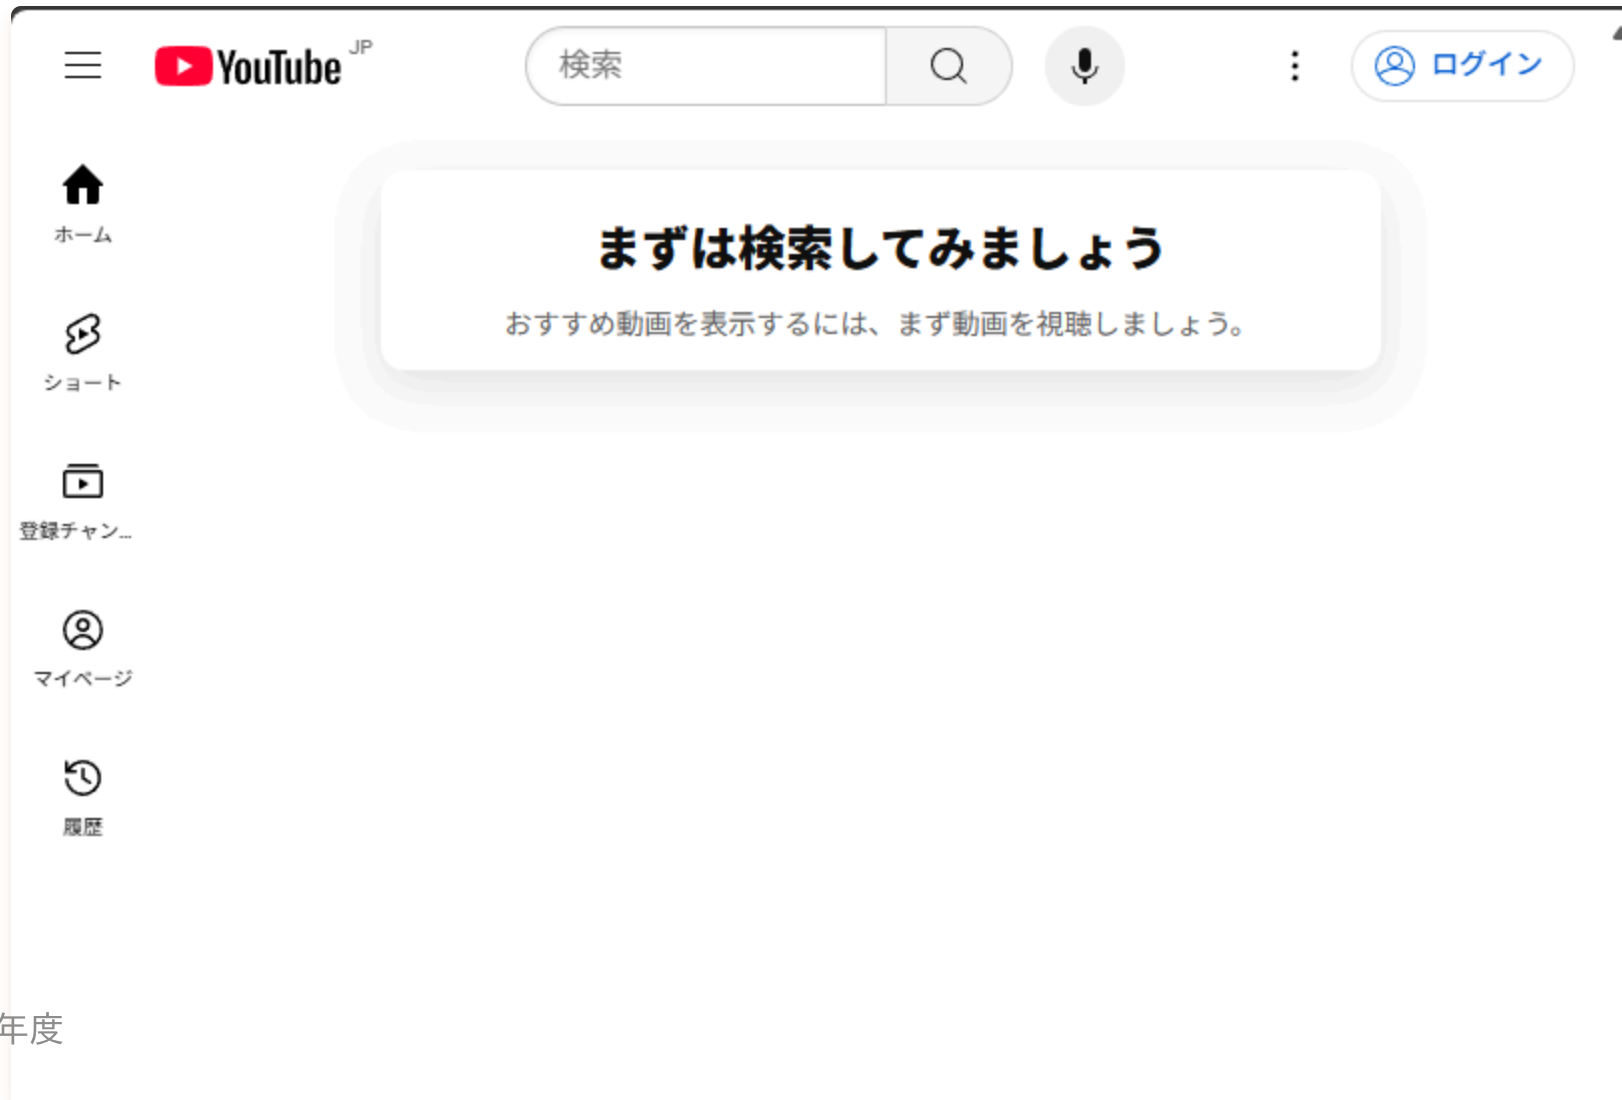 YouTube JP
検索
ログイン
まずは検索してみましょう
おすすめ動画を表示するには、まず動画を視聴しましょう。
ホーム
ショート
登録チャン...
マイページ
履歴
年度